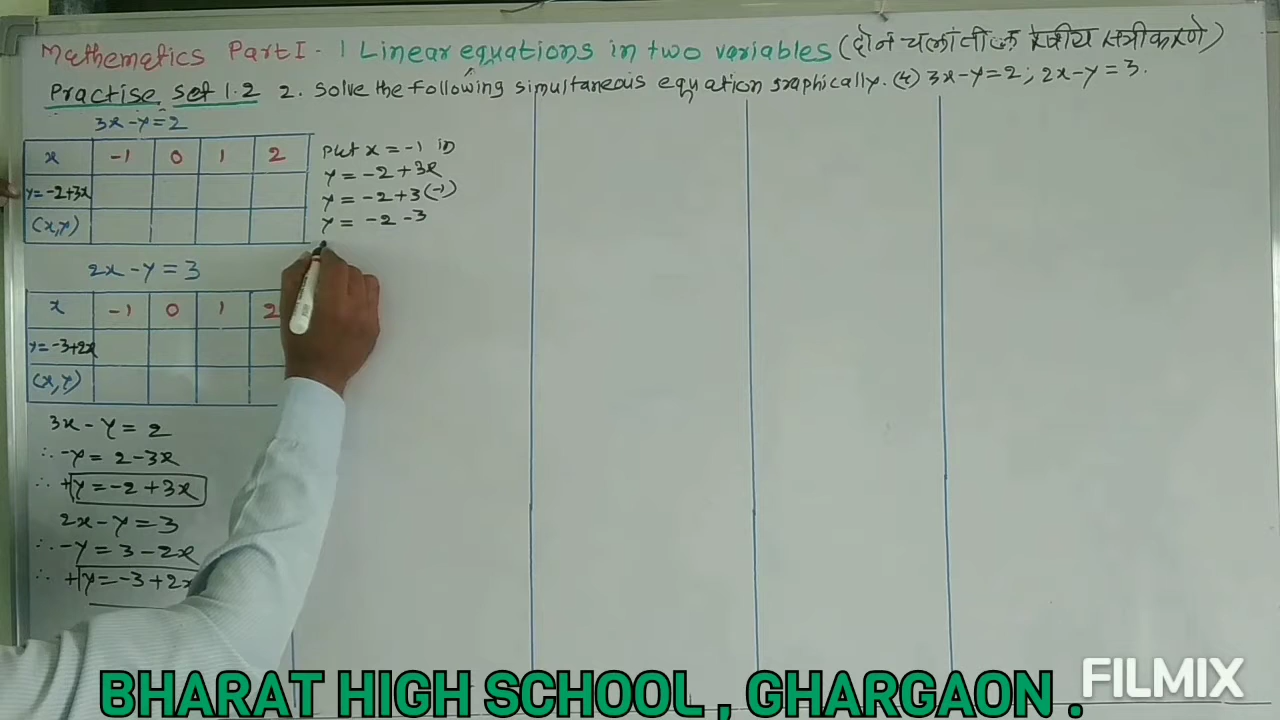 Mathematics Part I - 1 Linear equations in two variables (दोन चलांतील रेषीय समीकरणे)
Practise Set 1.2 2. Solve the following simultaneous equation graphically. (4) 3x-y=2; 2x-y=3.
3x-y=2
x -1 0 1 2
y=-2+3x
(x,y)
2x-y=3
x -1 0 1 2
y=-3+2x
(x,y)
3x-y=2
∴ -y=2-3x
∴ +y=-2+3x
2x-y=3
∴ -y=3-2x
∴ +y=-3+2x
put x=-1 in
y=-2+3x
y=-2+3(-1)
y=-2-3
BHARAT HIGH SCHOOL , GHARGAON .
FILMIX